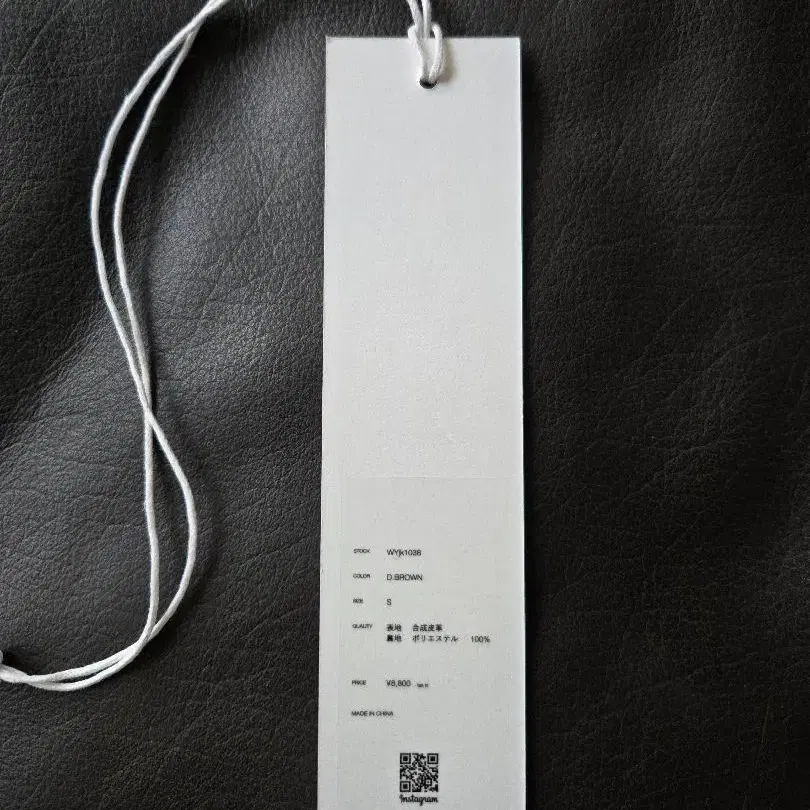 STOCK WYjk1038
COLOR D.BROWN
SIZE S
QUALITY 表地 合成皮革
裏地 ポリエステル 100%
PRICE ¥8,800
MADE IN CHINA
Instagram